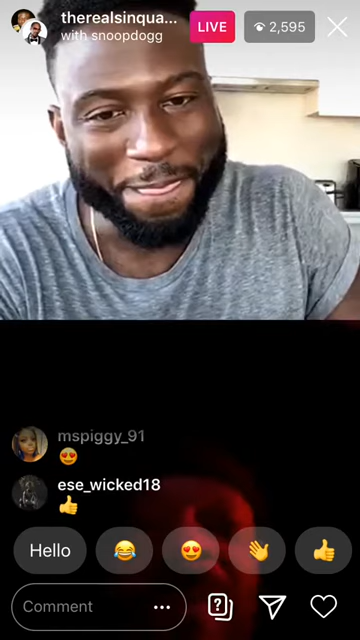 therealsinqua...
with snoopdogg
LIVE
2,595
mspiggy_91
😍
ese_wicked18
👍
Hello 😂 😍 👋 👍
Comment